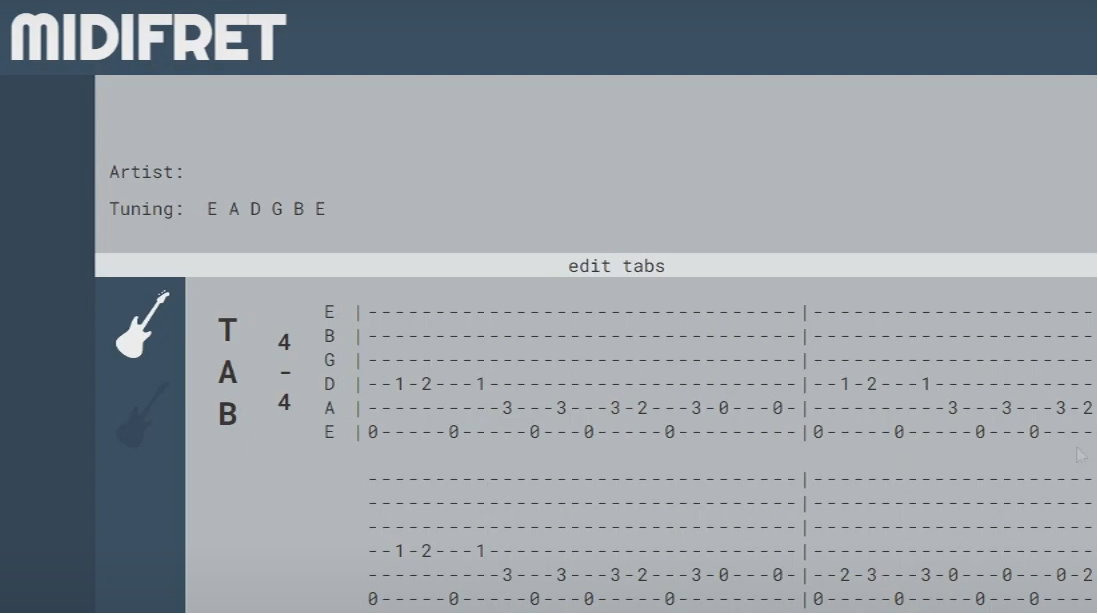 MIDIFRET
Artist:
Tuning: E A D G B E
edit tabs
T A B
4 - 4
E |--------------------------------|---------------------
B |--------------------------------|---------------------
G |--------------------------------|---------------------
D |--1-2---1-----------------------|--1-2---1------------
A |----------3---3---3-2---3-0---0-|----------3---3---3-2
E |0-----0-----0---0-----0---------|0-----0-----0---0----
--------------------------------|---------------------
--------------------------------|---------------------
--------------------------------|---------------------
--1-2---1-----------------------|---------------------
----------3---3---3-2---3-0---0-|--2-3---3-0---0---0-2
0-----0-----0---0-----0---------|0-----0-----0---0----